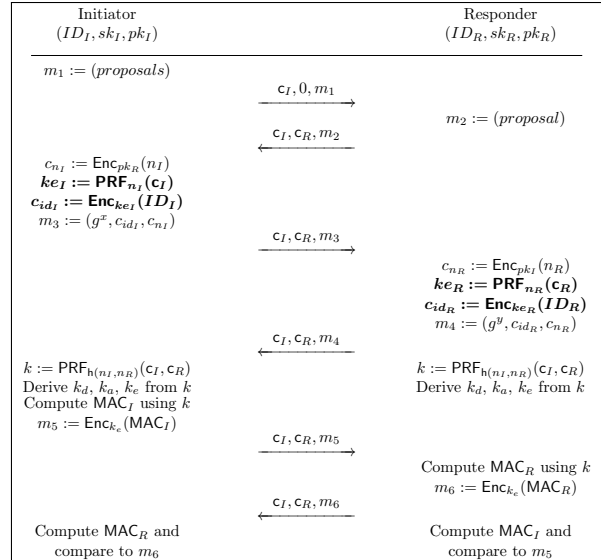 Initiator
(ID_I, sk_I, pk_I)
Responder
(ID_R, sk_R, pk_R)
m_1 := (proposals)
c_I, 0, m_1
m_2 := (proposal)
c_I, c_R, m_2
c_{n_I} := Enc_{pk_R}(n_I)
ke_I := PRF_{n_I}(c_I)
c_{id_I} := Enc_{ke_I}(ID_I)
m_3 := (g^x, c_{id_I}, c_{n_I})
c_I, c_R, m_3
c_{n_R} := Enc_{pk_I}(n_R)
ke_R := PRF_{n_R}(c_R)
c_{id_R} := Enc_{ke_R}(ID_R)
m_4 := (g^y, c_{id_R}, c_{n_R})
c_I, c_R, m_4
k := PRF_{h(n_I,n_R)}(c_I, c_R)
Derive k_d, k_a, k_e from k
Compute MAC_I using k
m_5 := Enc_{k_e}(MAC_I)
k := PRF_{h(n_I,n_R)}(c_I, c_R)
Derive k_d, k_a, k_e from k
c_I, c_R, m_5
Compute MAC_R using k
m_6 := Enc_{k_e}(MAC_R)
c_I, c_R, m_6
Compute MAC_R and
compare to m_6
Compute MAC_I and
compare to m_5